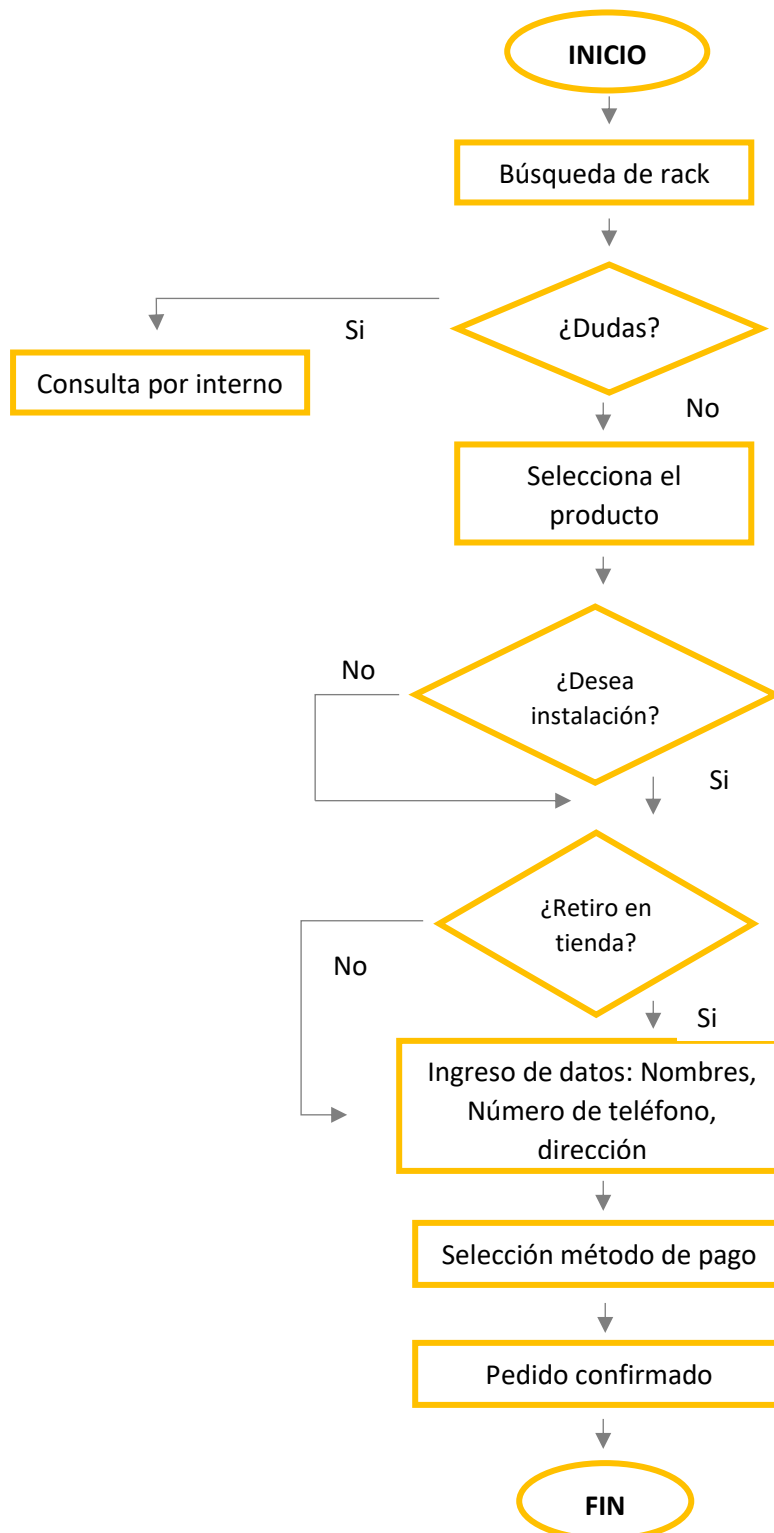 INICIO
Búsqueda de rack
¿Dudas?
Si
Consulta por interno
No
Selecciona el
producto
¿Desea
instalación?
No
Si
¿Retiro en
tienda?
No
Si
Ingreso de datos: Nombres,
Número de teléfono,
dirección
Selección método de pago
Pedido confirmado
FIN